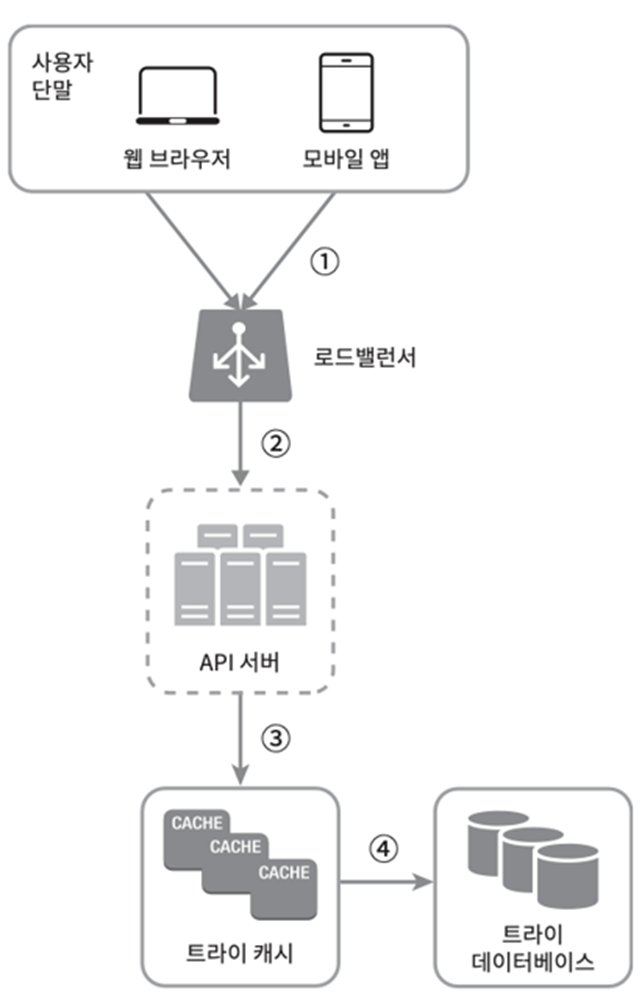 사용자
단말
웹 브라우저
모바일 앱
①
로드밸런서
②
API 서버
③
CACHE
CACHE
CACHE
트라이 캐시
④
트라이
데이터베이스